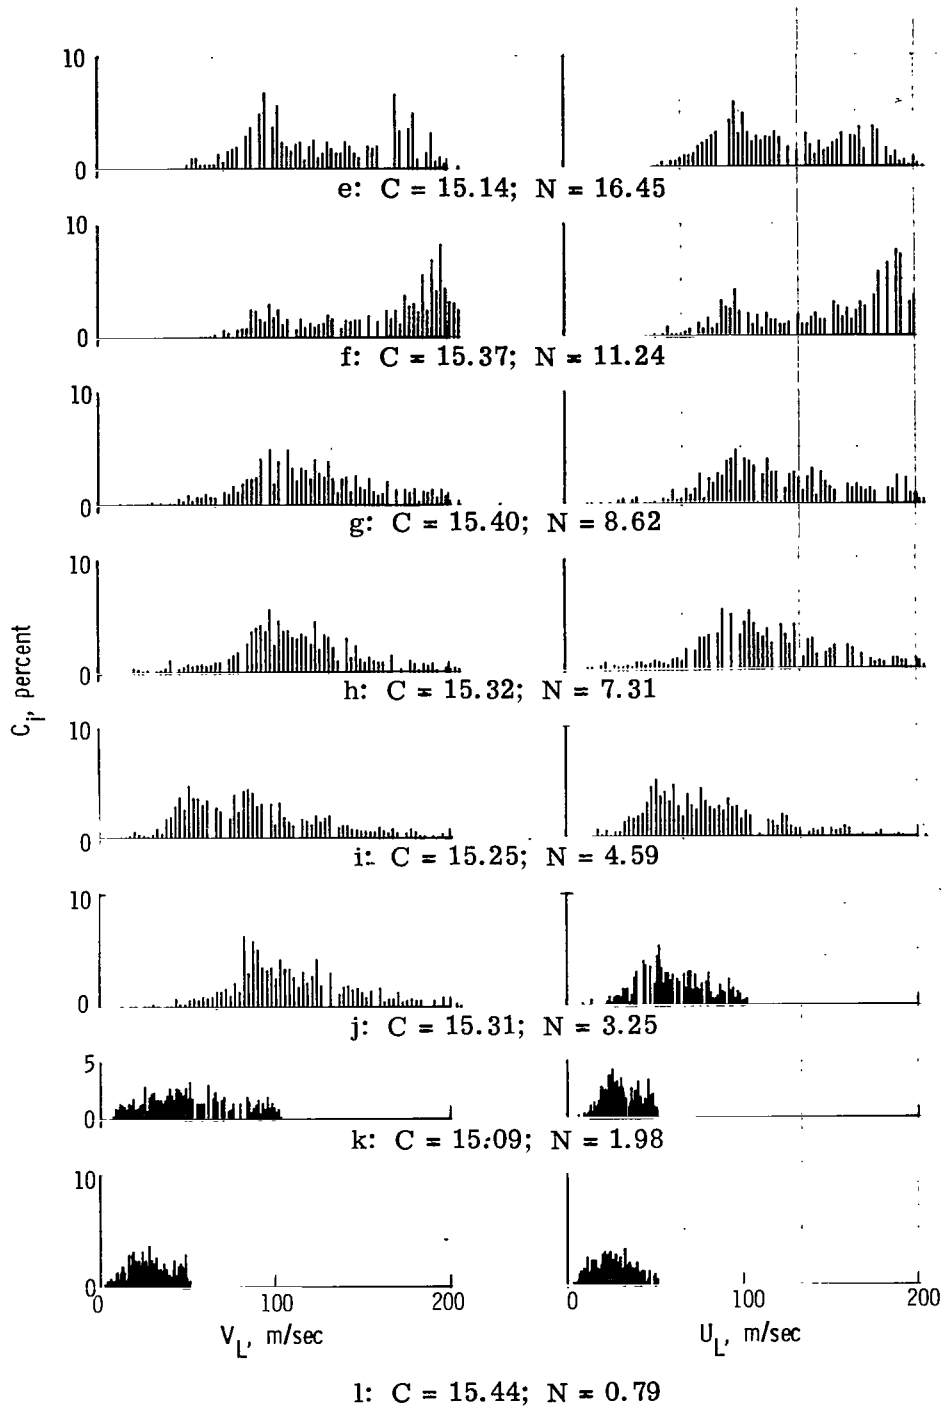 10
0
e: C = 15.14; N = 16.45
10
0
f: C = 15.37; N = 11.24
10
0
g: C = 15.40; N = 8.62
10
0
h: C = 15.32; N = 7.31
C_i, percent
10
0
i: C = 15.25; N = 4.59
10
0
j: C = 15.31; N = 3.25
5
0
k: C = 15.09; N = 1.98
10
0
0 100 200 0 100 200
V_L, m/sec U_L, m/sec
l: C = 15.44; N = 0.79